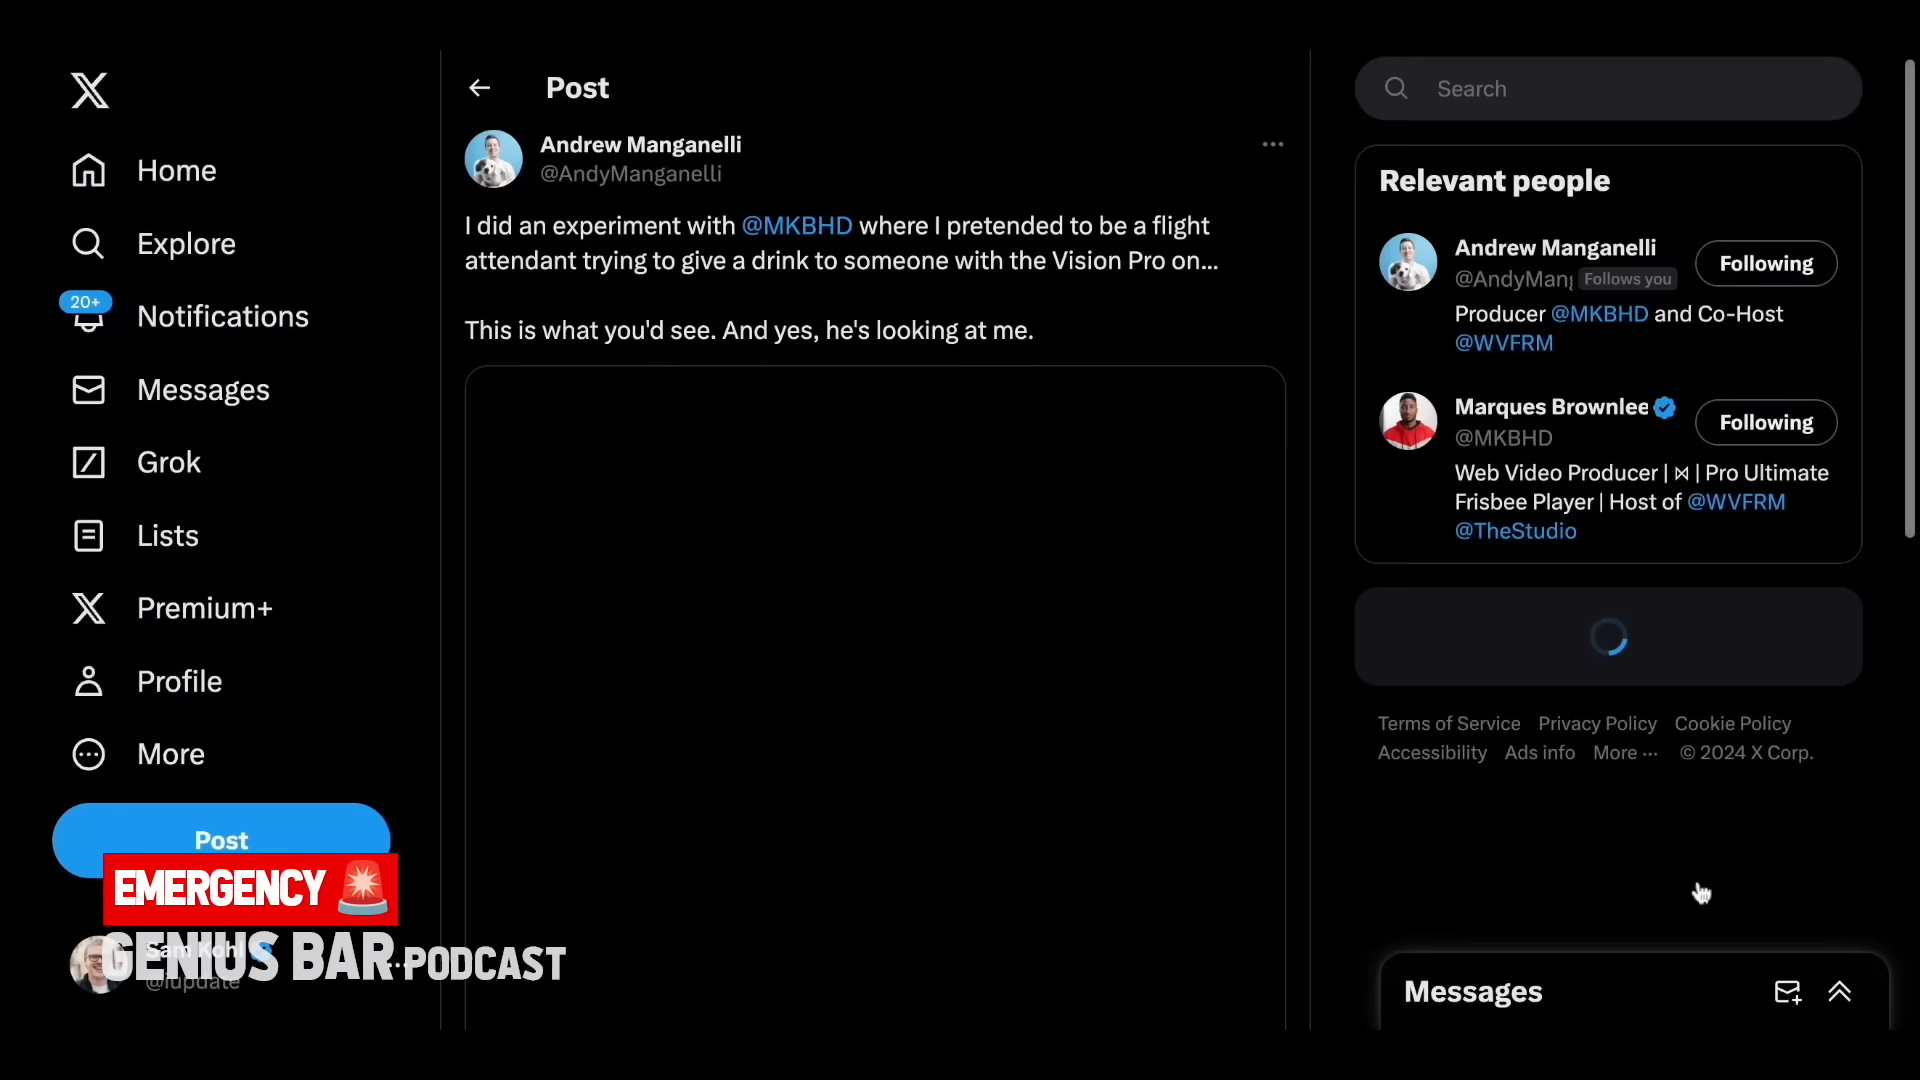 Home
Explore
20+
Notifications
Messages
Grok
Lists
Premium+
Profile
More
Post
EMERGENCY
GENIUS BAR PODCAST
Sam Kohl
@iupdate
Post
Andrew Manganelli
@AndyManganelli
I did an experiment with @MKBHD where I pretended to be a flight
attendant trying to give a drink to someone with the Vision Pro on...
This is what you'd see. And yes, he's looking at me.
Search
Relevant people
Andrew Manganelli
@AndyMang Follows you
Following
Producer @MKBHD and Co-Host
@WVFRM
Marques Brownlee
@MKBHD
Following
Web Video Producer | ⋈ | Pro Ultimate
Frisbee Player | Host of @WVFRM
@TheStudio
Terms of Service Privacy Policy Cookie Policy
Accessibility Ads info More ··· © 2024 X Corp.
Messages